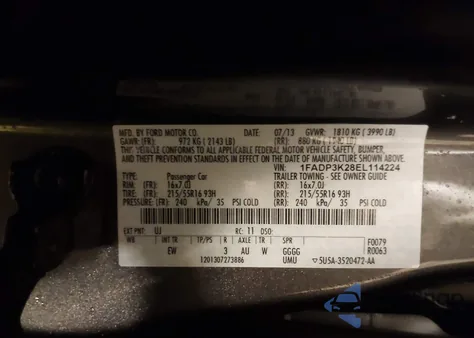 MFD. BY FORD MOTOR CO. 07/13 GVWR: 1810 KG ( 3990 LB)
GAWR: (FR): 972 KG ( 2143 LB) (RR): 880 KG
THIS VEHICLE CONFORMS TO ALL APPLICABLE FEDERAL MOTOR VEHICLE SAFETY, BUMPER,
AND THEFT PREVENTION STANDARDS IN EFFECT ON THE DATE OF MANUFACTURE SHOWN ABOVE.
VIN: 1FADP3K28EL114224
TYPE: Passenger Car TRAILER TOWING - SEE OWNER GUIDE
RIM: (FR): 16x7.0J (RR): 16x7.0J
TIRE: (FR): 215/55R16 93H (RR): 215/55R16 93H
PRESSURE: (FR): 240 kPa/ 35 PSI COLD (RR): 240 kPa/ 35 PSI COLD
EXT PNT: UJ RC: 11 DSO:
WB INT TR TP/PS R AXLE TR SPR F0079
EW 3 AU W GGGG R0063
1201307273886 UMU 5U5A-3520472-AA